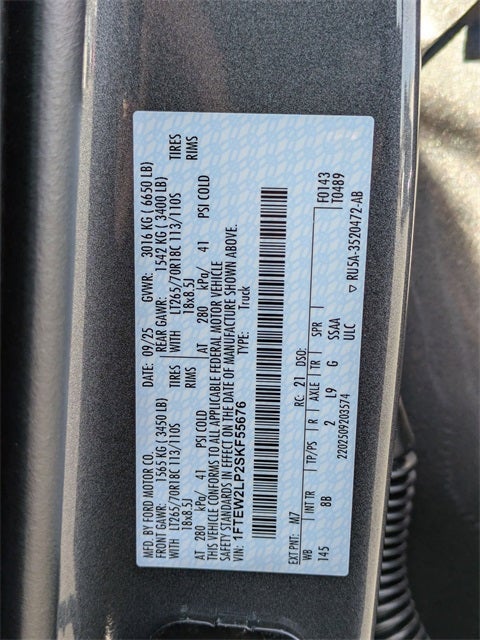 MFD. BY FORD MOTOR CO.
DATE: 09/25 GVWR: 3016 KG ( 6650 LB)
FRONT GAWR: 1565 KG( 3450 LB) REAR GAWR: 1542 KG( 3400 LB)
WITH LT265/70R18C 113/110S TIRES WITH LT265/70R18C 113/110S TIRES
18x8.5J RIMS 18x8.5J RIMS
AT 280 kPa/ 41 PSI COLD AT 280 kPa/ 41 PSI COLD
THIS VEHICLE CONFORMS TO ALL APPLICABLE FEDERAL MOTOR VEHICLE
SAFETY STANDARDS IN EFFECT ON THE DATE OF MANUFACTURE SHOWN ABOVE.
VIN: 1FTEV2LP2SKF55676 TYPE: Truck
F0143
T0489
EXT PNT: M7 RC: 21 DSO:
WB INT TR TP/PS R AXLE TR SPR
145 8B 2 L9 G SSAA
ULC
2202509203574 ▽ RU5A-3520472-AB